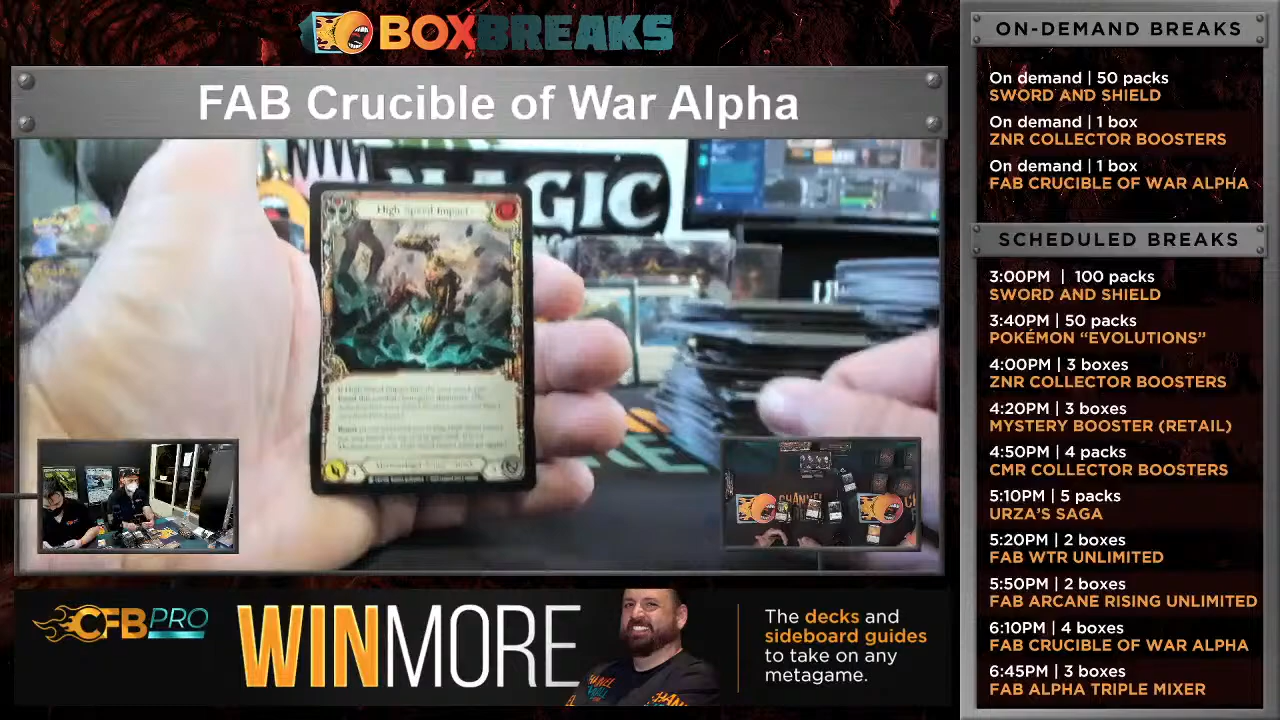 BOXBREAKS
FAB Crucible of War Alpha
High Speed Impact
MAGIC
CFBPRO
WINMORE
The decks and
sideboard guides
to take on any
metagame.
ON-DEMAND BREAKS
On demand | 50 packs
SWORD AND SHIELD
On demand | 1 box
ZNR COLLECTOR BOOSTERS
On demand | 1 box
FAB CRUCIBLE OF WAR ALPHA
SCHEDULED BREAKS
3:00PM | 100 packs
SWORD AND SHIELD
3:40PM | 50 packs
POKÉMON “EVOLUTIONS”
4:00PM | 3 boxes
ZNR COLLECTOR BOOSTERS
4:20PM | 3 boxes
MYSTERY BOOSTER (RETAIL)
4:50PM | 4 packs
CMR COLLECTOR BOOSTERS
5:10PM | 5 packs
URZA’S SAGA
5:20PM | 2 boxes
FAB WTR UNLIMITED
5:50PM | 2 boxes
FAB ARCANE RISING UNLIMITED
6:10PM | 4 boxes
FAB CRUCIBLE OF WAR ALPHA
6:45PM | 3 boxes
FAB ALPHA TRIPLE MIXER